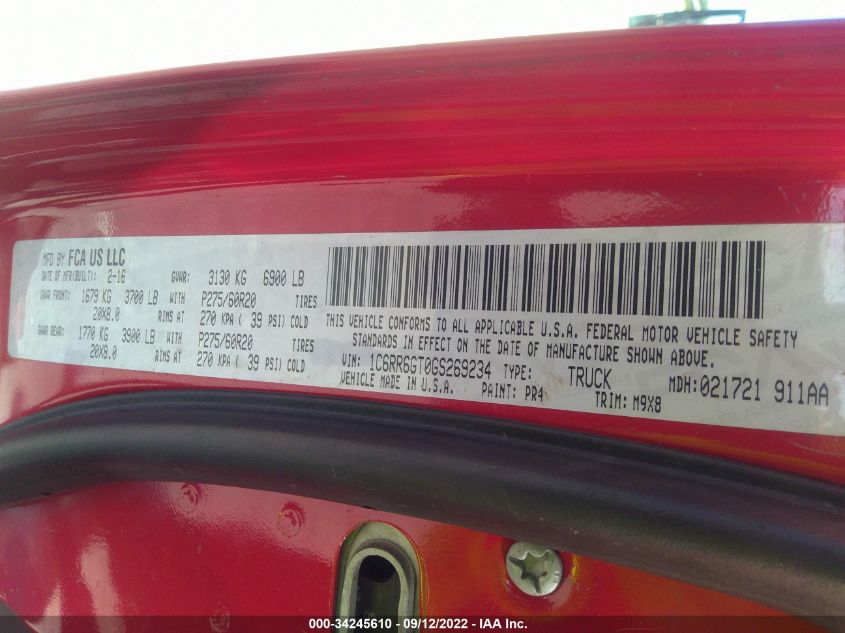 MFD BY FCA US LLC
DATE OF MFR(BUILT): 2-16 GVWR: 3130 KG 6900 LB
GAWR FRONT: 1679 KG 3700 LB WITH P275/60R20 TIRES
20X8.0 RIMS AT 270 KPA ( 39 PSI) COLD
GAWR REAR: 1770 KG 3900 LB WITH P275/60R20 TIRES
20X8.0 RIMS AT 270 KPA ( 39 PSI) COLD
THIS VEHICLE CONFORMS TO ALL APPLICABLE U.S.A. FEDERAL MOTOR VEHICLE SAFETY
STANDARDS IN EFFECT ON THE DATE OF MANUFACTURE SHOWN ABOVE.
VIN: 1C6RR6GT0GS269234 TYPE: TRUCK MDH:021721 911AA
VEHICLE MADE IN U.S.A. PAINT: PR4 TRIM: M9X8
000-34245610 - 09/12/2022 - IAA Inc.